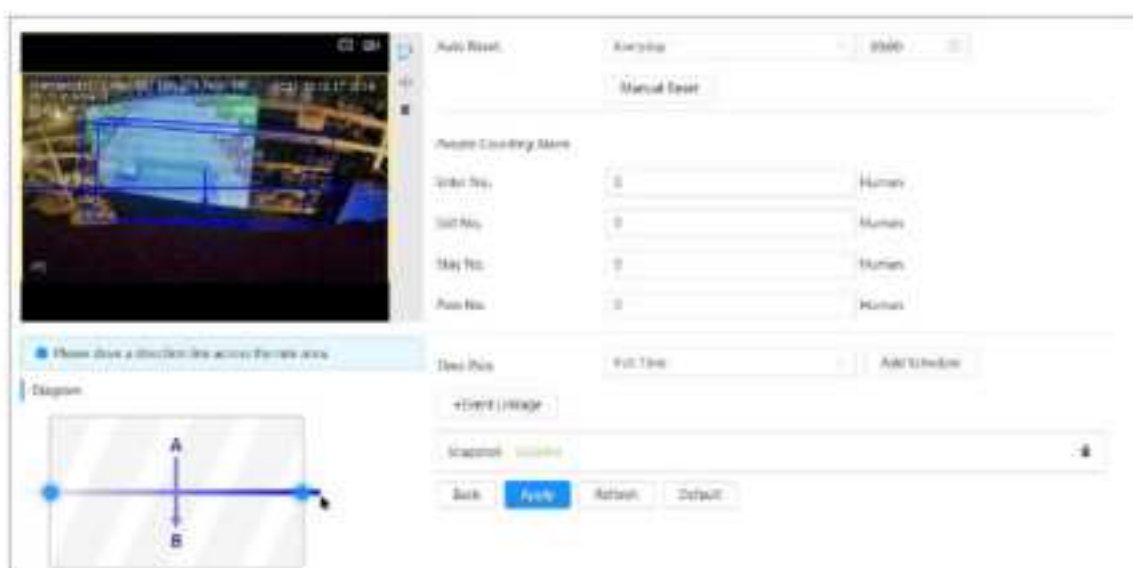 Auto Reset
Everyday
Manual Reset
People Counting Alarm
Enter No.
Human
Exit No.
Human
Stay No.
Human
Pass No.
Human
Please draw a direction line across the rule area.
Diagram
A
B
Time Plan
Full Time
Add Schedule
+Event Linkage
Snapshot
Back
Apply
Refresh
Default